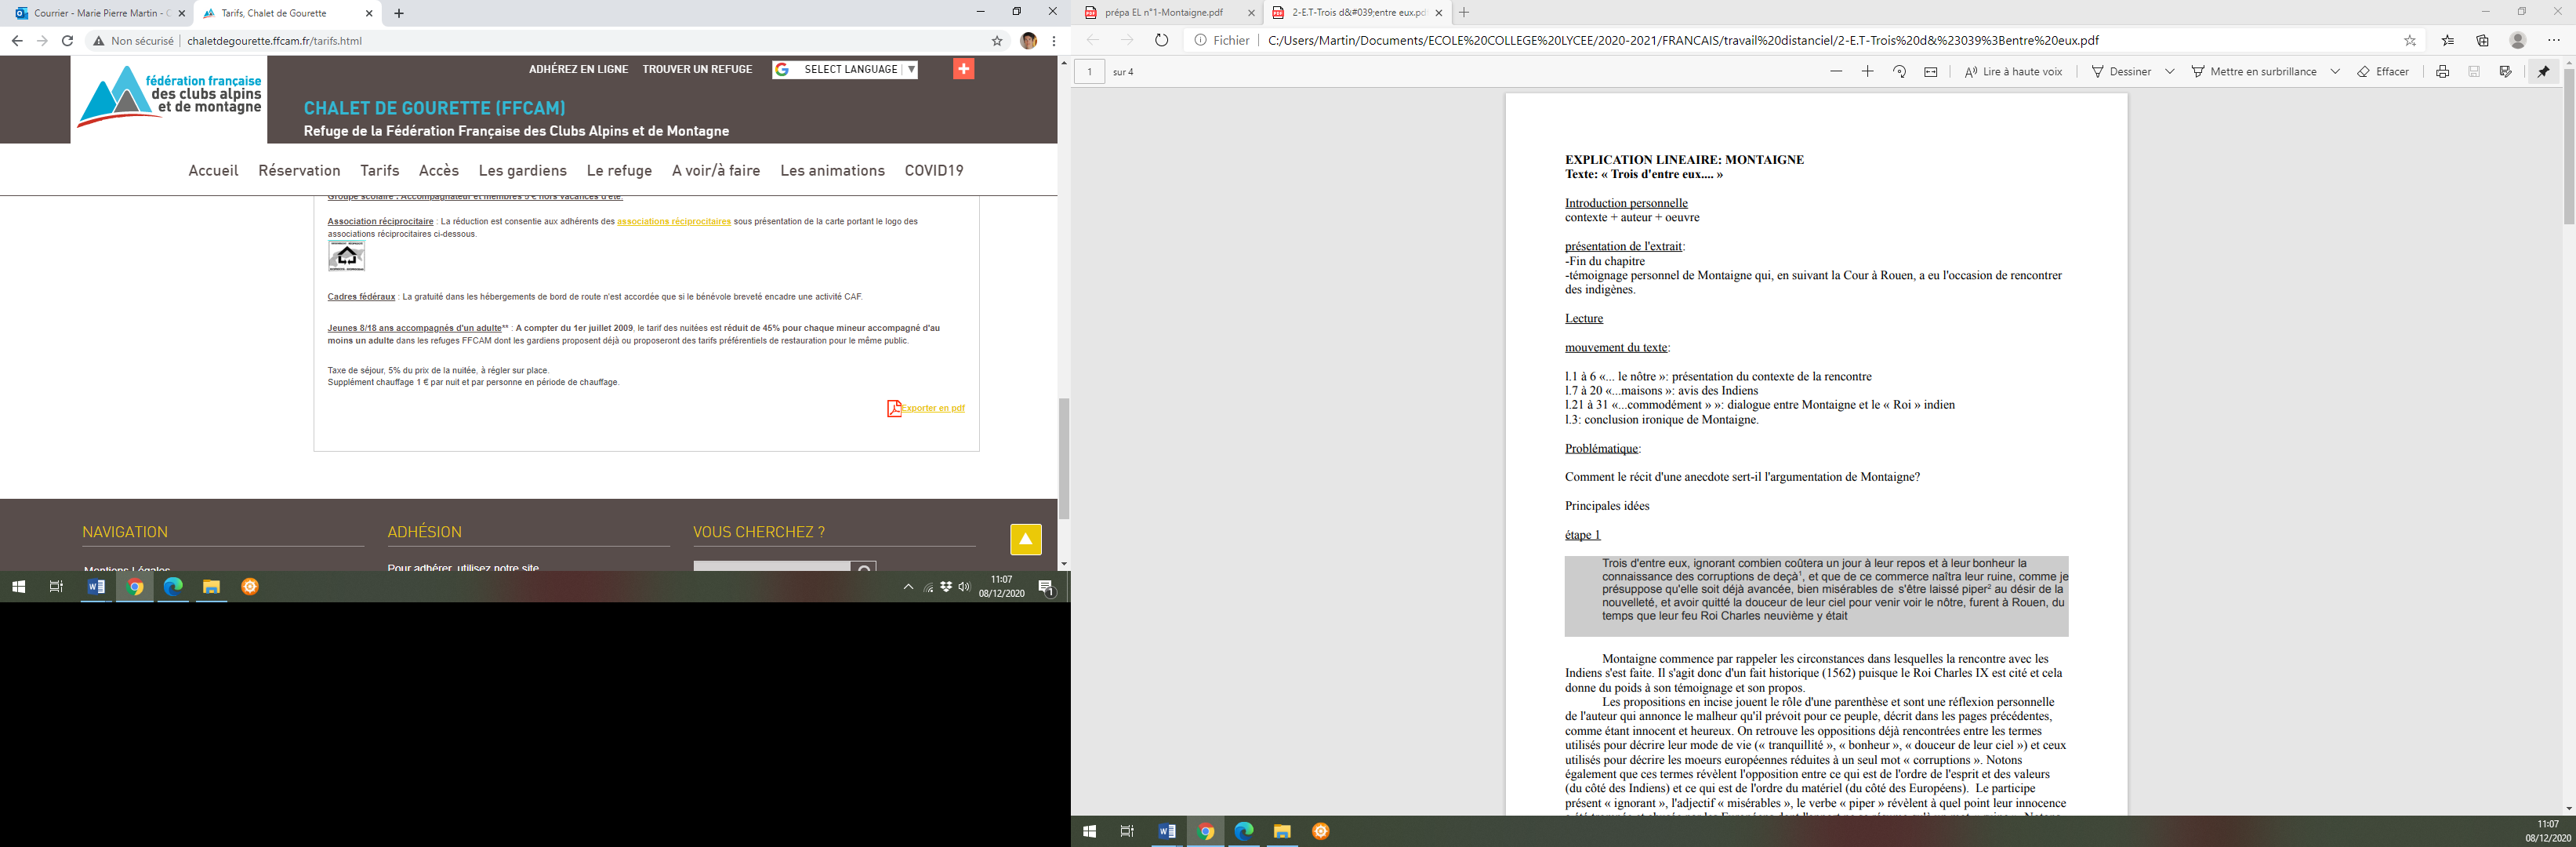 Courrier - Marie Pierre Martin - O
Tarifs, Chalet de Gourette
Non sécurisé | chaletdegourette.ffcam.fr/tarifs.html
fédération française
des clubs alpins
et de montagne
ADHÉREZ EN LIGNE TROUVER UN REFUGE SELECT LANGUAGE ▼
CHALET DE GOURETTE (FFCAM)
Refuge de la Fédération Française des Clubs Alpins et de Montagne
Accueil Réservation Tarifs Accès Les gardiens Le refuge A voir/à faire Les animations COVID19
Groupe scolaire : Accompagnateur et membres 5 € hors vacances d'été.
Association réciprocitaire : La réduction est consentie aux adhérents des associations réciprocitaires sous présentation de la carte portant le logo des
associations réciprocitaires ci-dessous.
Cadres fédéraux : La gratuité dans les hébergements de bord de route n'est accordée que si le bénévole breveté encadre une activité CAF.
Jeunes 8/18 ans accompagnés d'un adulte** : A compter du 1er juillet 2009, le tarif des nuitées est réduit de 45% pour chaque mineur accompagné d'au
moins un adulte dans les refuges FFCAM dont les gardiens proposent déjà ou proposeront des tarifs préférentiels de restauration pour le même public.
Taxe de séjour, 5% du prix de la nuitée, à régler sur place.
Supplément chauffage 1 € par nuit et par personne en période de chauffage.
Exporter en pdf
NAVIGATION
ADHÉSION
VOUS CHERCHEZ ?
Mentions Légales
Pour adhérer, utilisez notre site
11:07
08/12/2020
1
prépa EL n°1-Montaigne.pdf
2-E.T-Trois d&#039;entre eux.pdf
Fichier | C:/Users/Martin/Documents/ECOLE%20COLLEGE%20LYCEE/2020-2021/FRANCAIS/travail%20distanciel/2-E.T-Trois%20d&%23039%3Bentre%20eux.pdf
1 sur 4
Lire à haute voix Dessiner Mettre en surbrillance Effacer
EXPLICATION LINEAIRE: MONTAIGNE
Texte: « Trois d'entre eux.... »
Introduction personnelle
contexte + auteur + oeuvre
présentation de l'extrait:
-Fin du chapitre
-témoignage personnel de Montaigne qui, en suivant la Cour à Rouen, a eu l'occasion de rencontrer
des indigènes.
Lecture
mouvement du texte:
l.1 à 6 «... le nôtre »: présentation du contexte de la rencontre
l.7 à 20 «...maisons »: avis des Indiens
l.21 à 31 «...commodément » »: dialogue entre Montaigne et le « Roi » indien
l.3: conclusion ironique de Montaigne.
Problématique:
Comment le récit d'une anecdote sert-il l'argumentation de Montaigne?
Principales idées
étape 1
Trois d'entre eux, ignorant combien coûtera un jour à leur repos et à leur bonheur la
connaissance des corruptions de deçà¹, et que de ce commerce naîtra leur ruine, comme je
présuppose qu'elle soit déjà avancée, bien misérables de s'être laissé piper² au désir de la
nouvelleté, et avoir quitté la douceur de leur ciel pour venir voir le nôtre, furent à Rouen, du
temps que leur feu Roi Charles neuvième y était
Montaigne commence par rappeler les circonstances dans lesquelles la rencontre avec les
Indiens s'est faite. Il s'agit donc d'un fait historique (1562) puisque le Roi Charles IX est cité et cela
donne du poids à son témoignage et son propos.
Les propositions en incise jouent le rôle d'une parenthèse et sont une réflexion personnelle
de l'auteur qui annonce le malheur qu'il prévoit pour ce peuple, décrit dans les pages précédentes,
comme étant innocent et heureux. On retrouve les oppositions déjà rencontrées entre les termes
utilisés pour décrire leur mode de vie (« tranquillité », « bonheur », « douceur de leur ciel ») et ceux
utilisés pour décrire les moeurs européennes réduites à un seul mot « corruptions ». Notons
également que ces termes révèlent l'opposition entre ce qui est de l'ordre de l'esprit et des valeurs
(du côté des Indiens) et ce qui est de l'ordre du matériel (du côté des Européens). Le participe
présent « ignorant », l'adjectif « misérables », le verbe « piper » révèlent à quel point leur innocence
11:07
08/12/2020